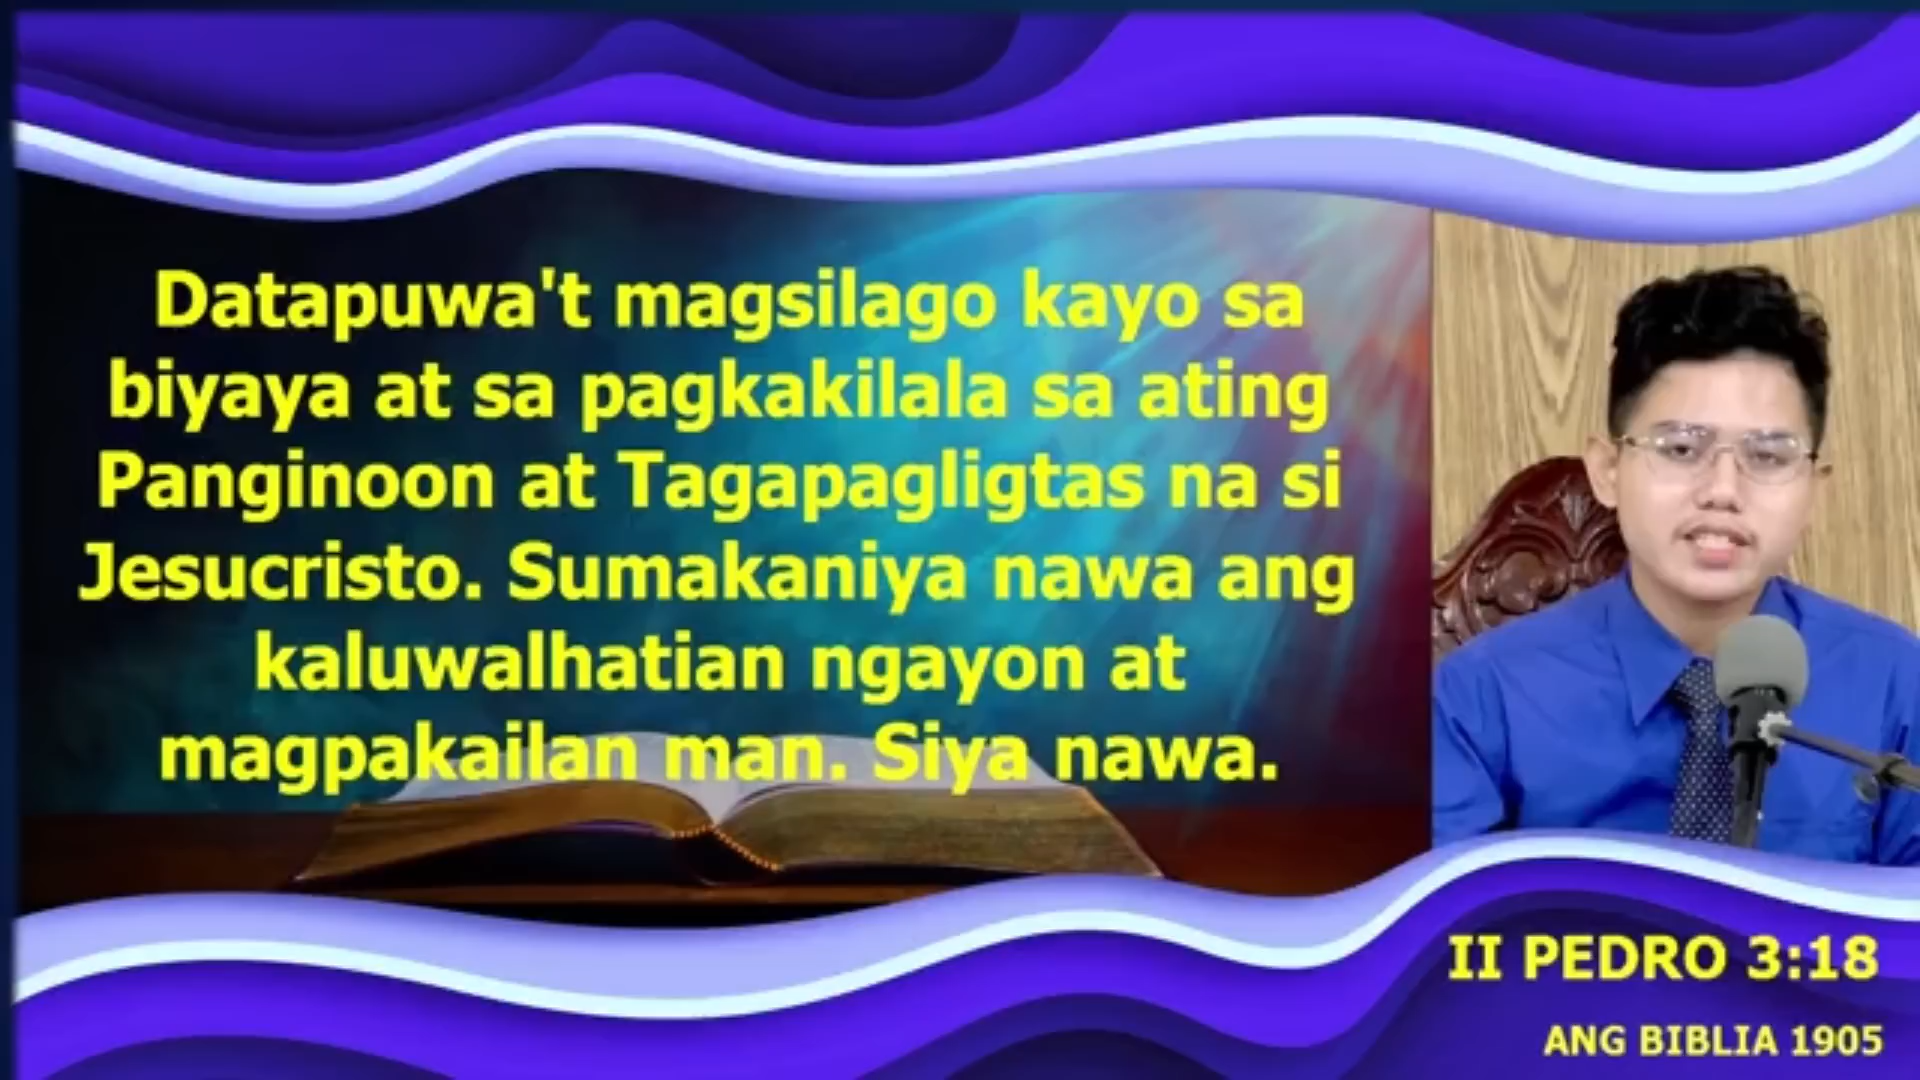 Datapuwa't magsilago kayo sa
biyaya at sa pagkakilala sa ating
Panginoon at Tagapagligtas na si
Jesucristo. Sumakaniya nawa ang
kaluwalhatian ngayon at
magpakailan man. Siya nawa.
II PEDRO 3:18
ANG BIBLIA 1905